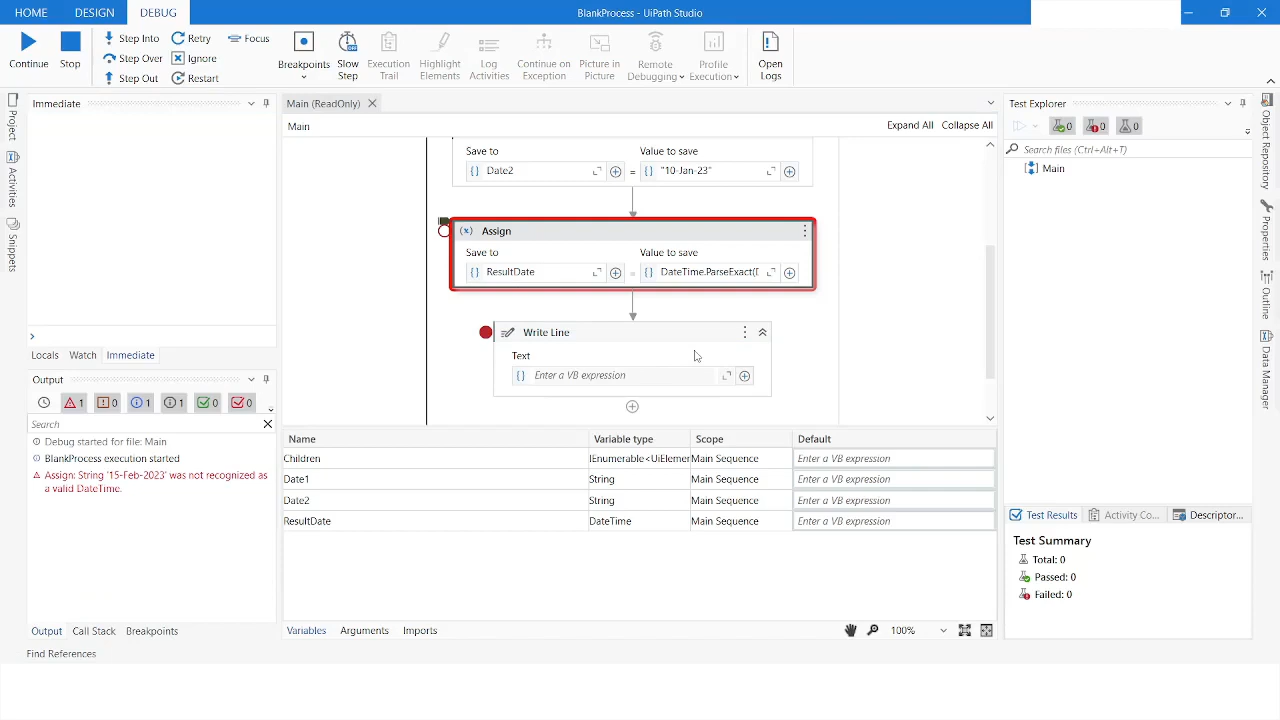 HOME DESIGN DEBUG BlankProcess - UiPath Studio
Continue Stop Step Into Step Over Step Out Retry Ignore Restart Focus Breakpoints Slow Step Execution Trail Highlight Elements Log Activities Continue on Exception Picture in Picture Remote Debugging Profile Execution Open Logs
Project
Activities
Snippets
Immediate
>
Locals Watch Immediate
Output
1 0 1 1 0 0
Search
Debug started for file: Main
BlankProcess execution started
Assign: String '15-Feb-2023' was not recognized as
a valid DateTime.
Output Call Stack Breakpoints
Find References
Main (ReadOnly)
Main Expand All Collapse All
Save to Value to save
{} Date2 = {} "10-Jan-23"
(x) Assign
Save to Value to save
{} ResultDate = {} DateTime.ParseExact(
Write Line
Text
{} Enter a VB expression
Name Variable type Scope Default
Children IEnumerable<UiElemer Main Sequence Enter a VB expression
Date1 String Main Sequence Enter a VB expression
Date2 String Main Sequence Enter a VB expression
ResultDate DateTime Main Sequence Enter a VB expression
Variables Arguments Imports 100%
Test Explorer
0 0 0
Search files (Ctrl+Alt+T)
Main
Test Results Activity Co... Descriptor...
Test Summary
Total: 0
Passed: 0
Failed: 0
Object Repository
Properties
Outline
Data Manager